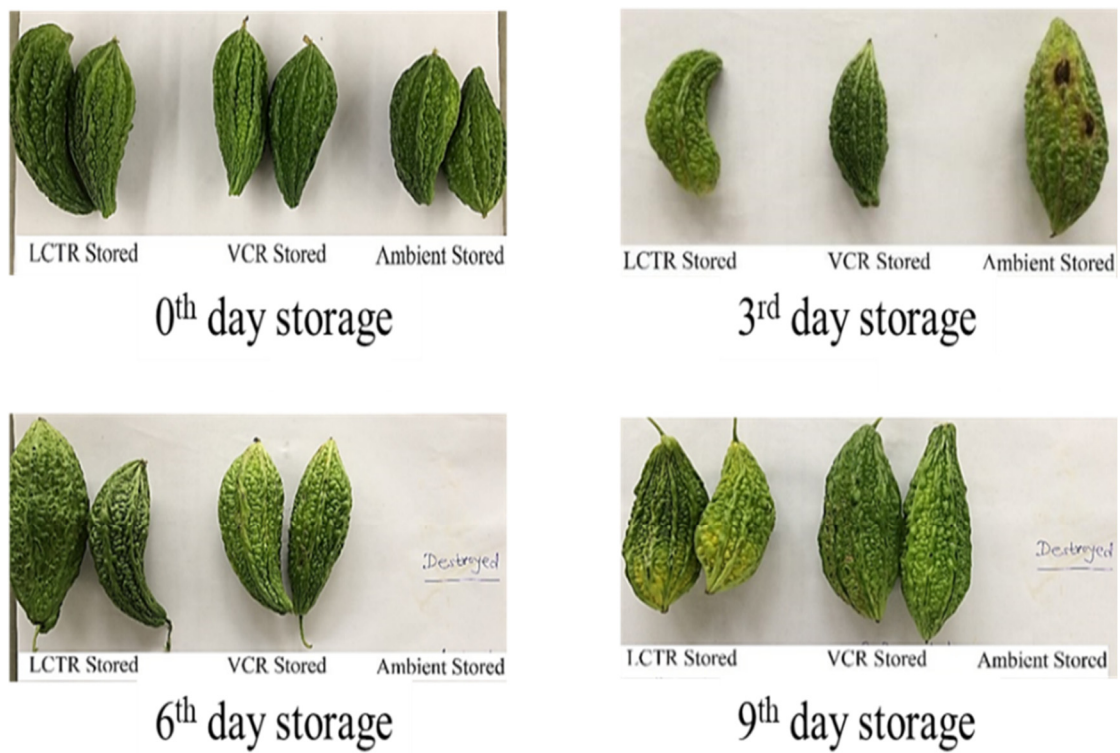 LCTR Stored VCR Stored Ambient Stored
0th day storage
LCTR Stored VCR Stored Ambient Stored
3rd day storage
Destroyed
LCTR Stored VCR Stored Ambient Stored
6th day storage
Destroyed
LCTR Stored VCR Stored Ambient Stored
9th day storage